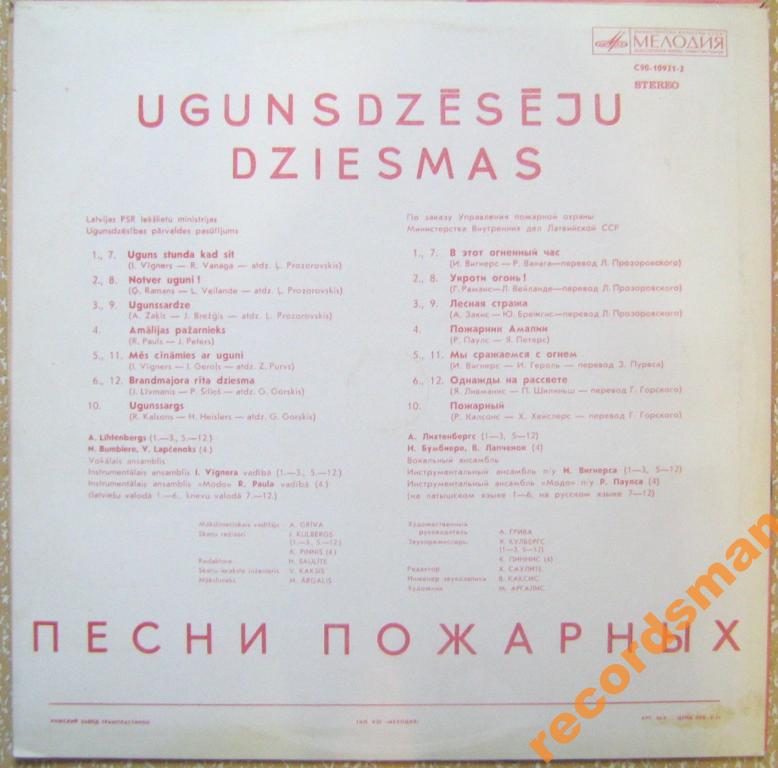 МЕЛОДИЯ
STEREO
UGUNSDZĒSĒJU
DZIESMAS
Latvijas PSR Iekšlietu ministrijas
Ugunsdzēsības pārvaldes pasūtījums
1., 7. Uguns stunda kad sit
(I. Vīgners — R. Vanaga — atdz. Ļ. Prozorovskis)
2., 8. Notver uguni!
(Ģ. Ramans — L. Veilande — atdz. Ļ. Prozorovskis)
3., 9. Ugunssardze
(A. Zaķis — J. Brežģis — atdz. Ļ. Prozorovskis)
4. Amālijas pažarnieks
(R. Pauls — J. Peters)
5., 11. Mēs cīnāmies ar uguni
(I. Vīgners — I. Gerols — atdz. Z. Purvs)
6., 12. Brandmajora rīta dziesma
(J. Līvmanis — P. Siliņš — atdz. G. Gorskis)
10. Ugunssargs
(R. Kalsons — H. Heislers — atdz. G. Gorskis)
A. Lihtenbergs (1.—3., 5.—12.)
N. Bumbiere, V. Lapčenoks (4.)
Vokālais ansamblis
Instrumentālais ansamblis I. Vīgnera vadībā (1.—3., 5.—12.)
Instrumentālais ansamblis «Modo» R. Paula vadībā (4.)
(latviešu valodā 1.—6., krievu valodā 7.—12.)
Mākslinieciskais vadītājs - A. GRĪVA
Skaņu režisori J. KULBERGS
(1.—3., 5.—12.)
K. PINNIS (4.)
Redaktore H. SAULĪTE
Skaņu ieraksta inženieris V. KAKSIS
Mākslinieks M. ĀRGALIS
По заказу Управления пожарной охраны
Министерства Внутренних дел Латвийской ССР
1., 7. В этот огненный час
(И. Вигнерс — Р. Ванага—перевод Л. Прозоровского)
2., 8. Укроти огонь!
(Г. Раманс—Л. Вейланде—перевод Л. Прозоровского)
3., 9. Лесная стража
(А. Закис — Ю. Брежгис—перевод Л. Прозоровского)
4. Пожарник Амалии
(Р. Паулс — Я. Петерс)
5., 11. Мы сражаемся с огнем
(И. Вигнерс — И. Героль — перевод З. Пурвса)
6., 12. Однажды на рассвете
(Я. Ливманис — П. Шилиньш — перевод Г. Горского)
10. Пожарный
(Р. Калсонс — Х. Хейслерс — перевод Г. Горского)
А. Лихтенбергс (1—3, 5—12)
Н. Бумбиере, В. Лапченок (4)
Вокальный ансамбль
Инструментальный ансамбль п/у И. Вигнерса (1—3, 5—12)
Инструментальный ансамбль «Модо» п/у Р. Паулса (4)
(на латышском языке 1—6, на русском языке 7—12)
Художественный
руководитель А. ГРИВА
Звукорежиссеры Я. КУЛБЕРГС
(1—3, 5—12)
К. ПИННИС (4)
Редактор Х. САУЛИТЕ
Инженер звукозаписи В. КАКСИС
Художник М. АРГАЛИС
ПЕСНИ ПОЖАРНЫХ
РИЖСКИЙ ЗАВОД ГРАМПЛАСТИНОК
recordsman